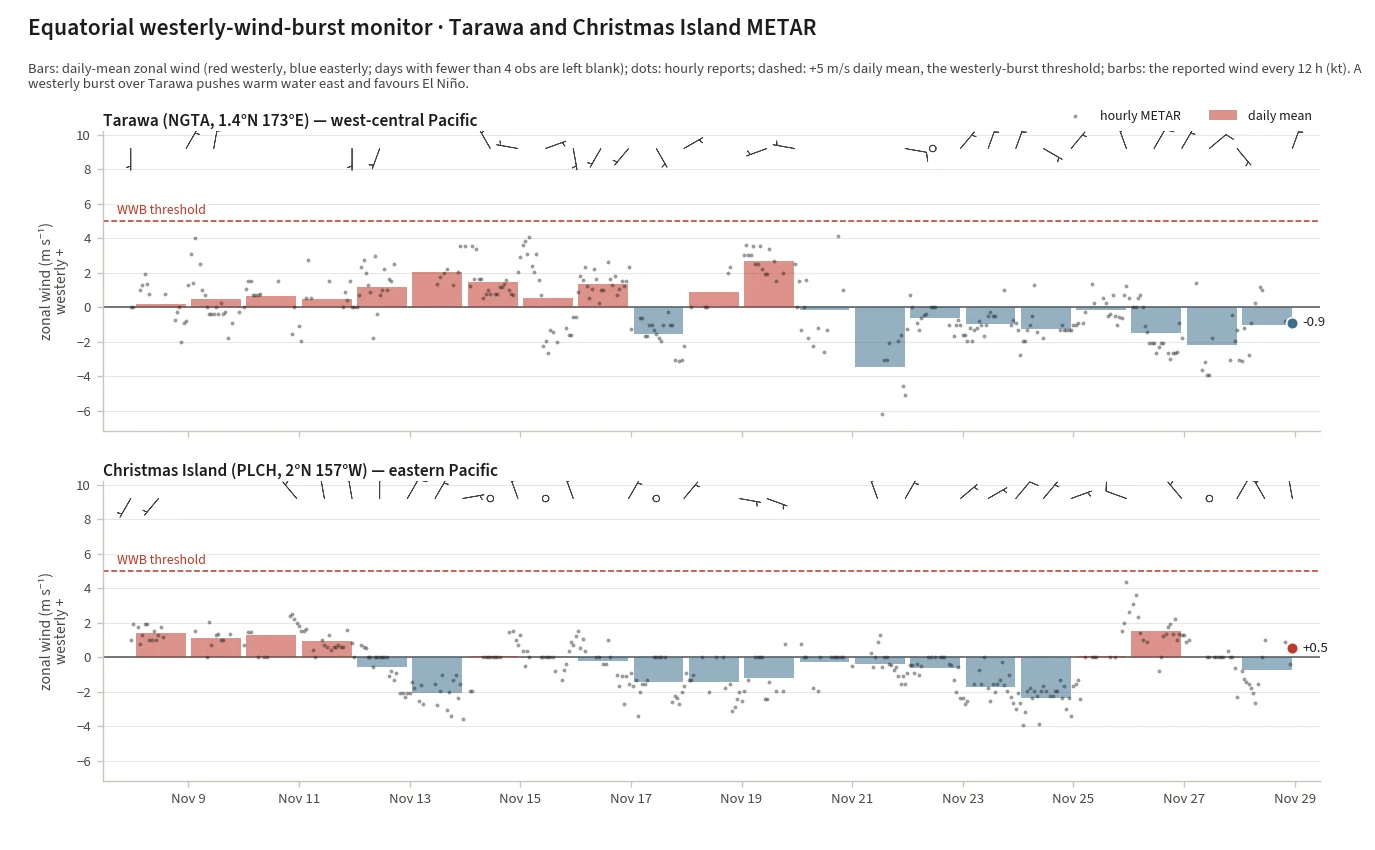 Equatorial westerly-wind-burst monitor · Tarawa and Christmas Island METAR
Bars: daily-mean zonal wind (red westerly, blue easterly; days with fewer than 4 obs are left blank); dots: hourly reports; dashed: +5 m/s daily mean, the westerly-burst threshold; barbs: the reported wind every 12 h (kt). A
westerly burst over Tarawa pushes warm water east and favours El Niño.
Tarawa (NGTA, 1.4°N 173°E) — west-central Pacific
hourly METAR
daily mean
10
8
6
4
2
0
−2
−4
−6
zonal wind (m s⁻¹)
westerly +
WWB threshold
-0.9
Christmas Island (PLCH, 2°N 157°W) — eastern Pacific
10
8
6
4
2
0
−2
−4
−6
zonal wind (m s⁻¹)
westerly +
WWB threshold
+0.5
Nov 9
Nov 11
Nov 13
Nov 15
Nov 17
Nov 19
Nov 21
Nov 23
Nov 25
Nov 27
Nov 29